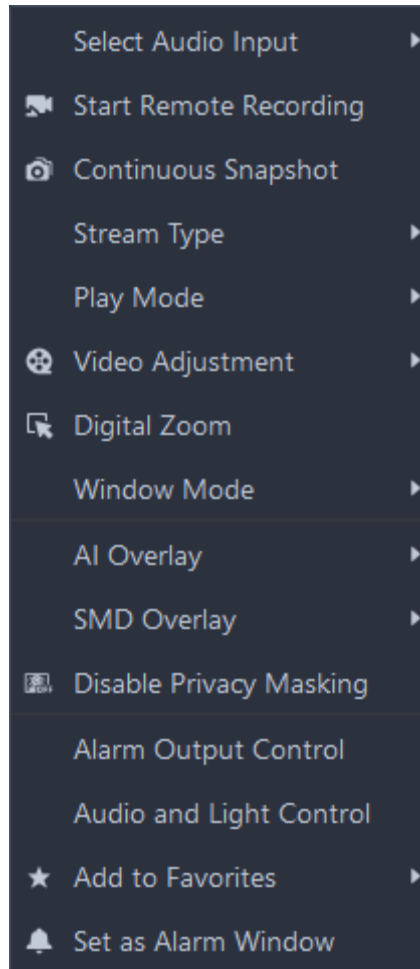 Select Audio Input
Start Remote Recording
Continuous Snapshot
Stream Type
Play Mode
Video Adjustment
Digital Zoom
Window Mode
AI Overlay
SMD Overlay
Disable Privacy Masking
Alarm Output Control
Audio and Light Control
Add to Favorites
Set as Alarm Window